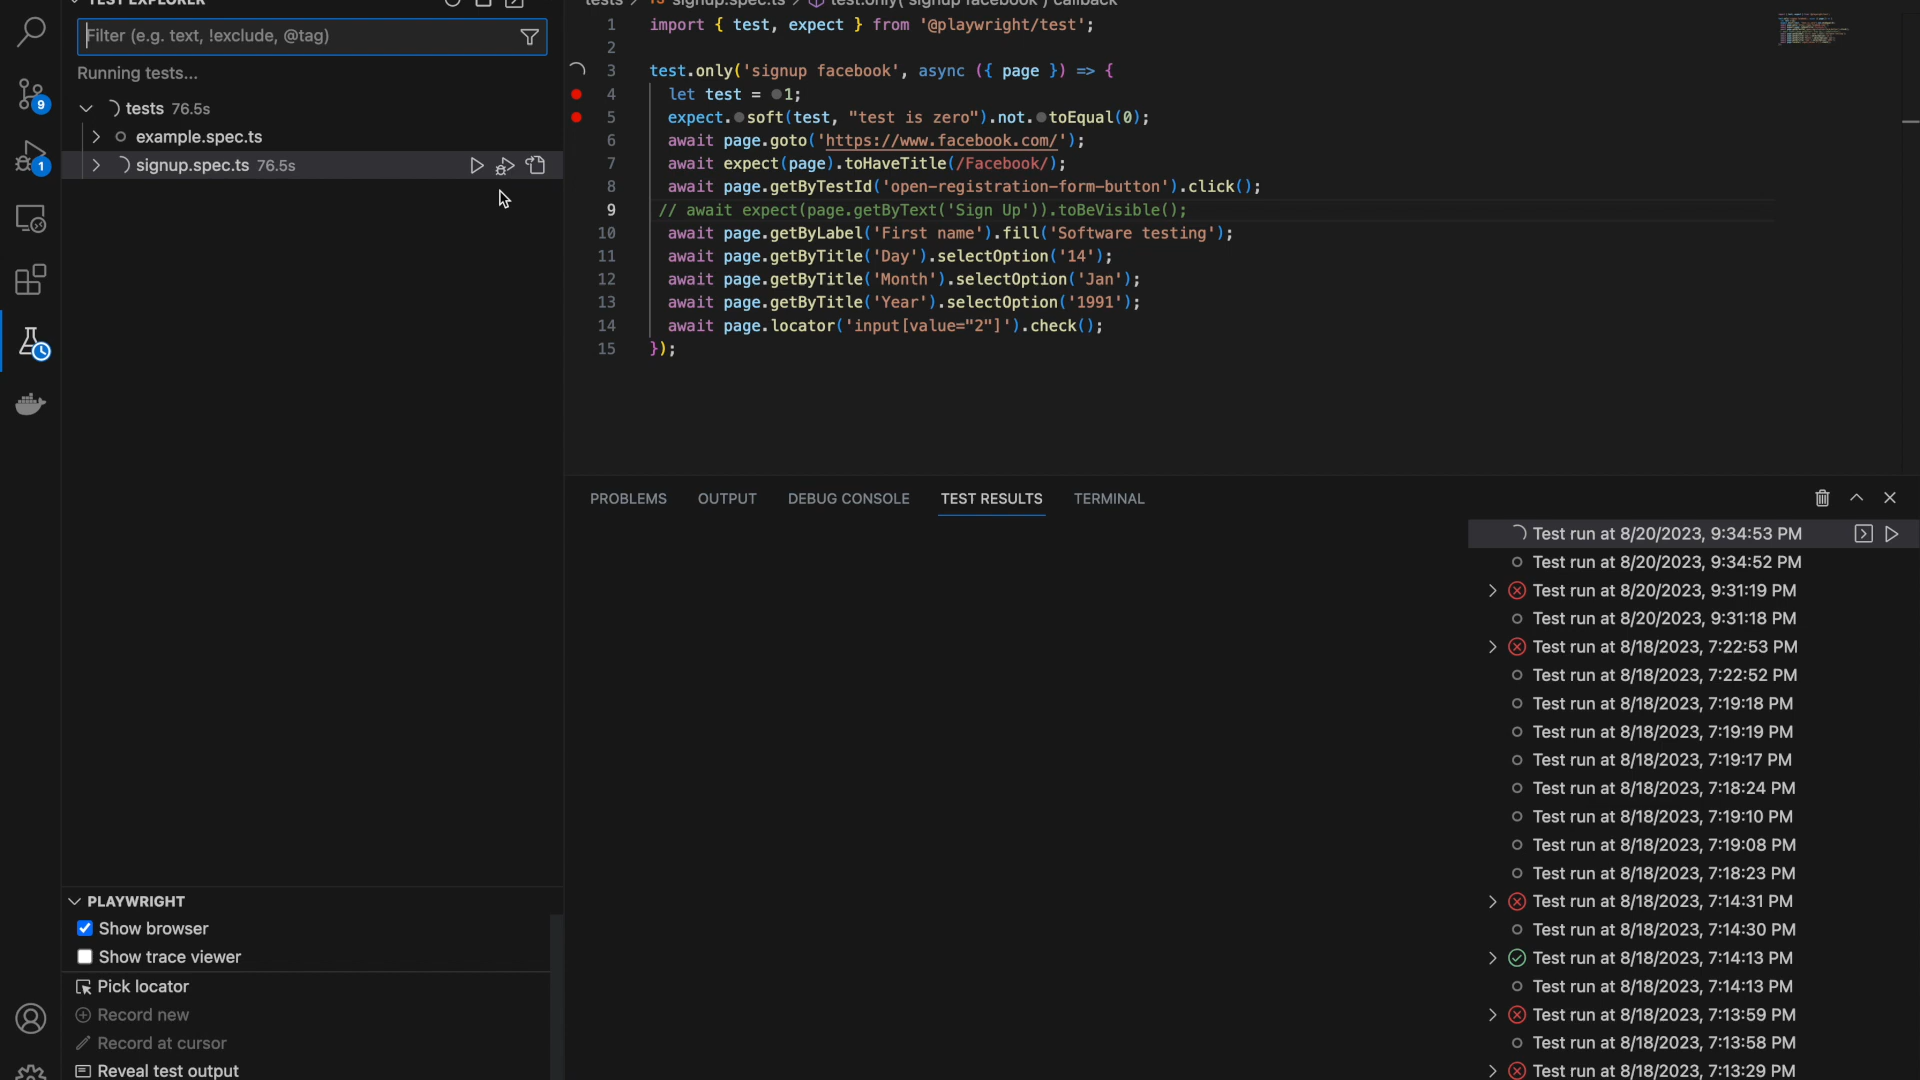 TEST EXPLORER
Filter (e.g. text, !exclude, @tag)
Running tests...
tests 76.5s
example.spec.ts
signup.spec.ts 76.5s
9
1
PLAYWRIGHT
Show browser
Show trace viewer
Pick locator
Record new
Record at cursor
Reveal test output
tests > TS signup.spec.ts > test.only('signup facebook') callback
1 import { test, expect } from '@playwright/test';
2
3 test.only('signup facebook', async ({ page }) => {
4 let test = 1;
5 expect.soft(test, "test is zero").not.toEqual(0);
6 await page.goto('https://www.facebook.com/');
7 await expect(page).toHaveTitle(/Facebook/);
8 await page.getByTestId('open-registration-form-button').click();
9 // await expect(page.getByText('Sign Up')).toBeVisible();
10 await page.getByLabel('First name').fill('Software testing');
11 await page.getByTitle('Day').selectOption('14');
12 await page.getByTitle('Month').selectOption('Jan');
13 await page.getByTitle('Year').selectOption('1991');
14 await page.locator('input[value="2"]').check();
15 });
PROBLEMS OUTPUT DEBUG CONSOLE TEST RESULTS TERMINAL
Test run at 8/20/2023, 9:34:53 PM
Test run at 8/20/2023, 9:34:52 PM
Test run at 8/20/2023, 9:31:19 PM
Test run at 8/20/2023, 9:31:18 PM
Test run at 8/18/2023, 7:22:53 PM
Test run at 8/18/2023, 7:22:52 PM
Test run at 8/18/2023, 7:19:18 PM
Test run at 8/18/2023, 7:19:19 PM
Test run at 8/18/2023, 7:19:17 PM
Test run at 8/18/2023, 7:18:24 PM
Test run at 8/18/2023, 7:19:10 PM
Test run at 8/18/2023, 7:19:08 PM
Test run at 8/18/2023, 7:18:23 PM
Test run at 8/18/2023, 7:14:31 PM
Test run at 8/18/2023, 7:14:30 PM
Test run at 8/18/2023, 7:14:13 PM
Test run at 8/18/2023, 7:14:13 PM
Test run at 8/18/2023, 7:13:59 PM
Test run at 8/18/2023, 7:13:58 PM
Test run at 8/18/2023, 7:13:29 PM